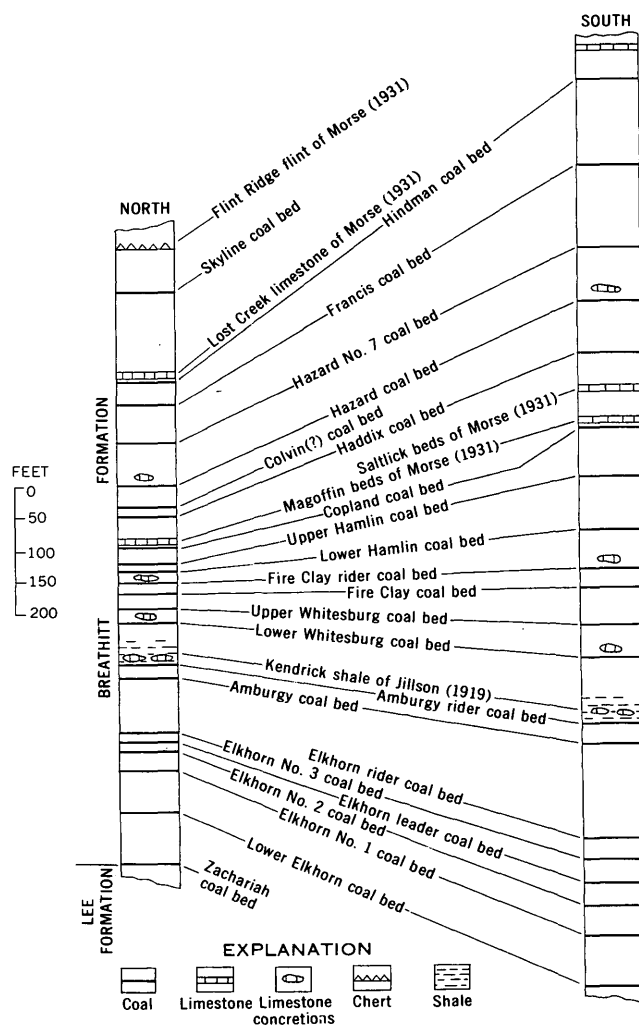 SOUTH
NORTH
Flint Ridge flint of Morse (1931)
Skyline coal bed
Lost Creek limestone of Morse (1931)
Hindman coal bed
Francis coal bed
Hazard No. 7 coal bed
Hazard coal bed
Colvin(?) coal bed
Haddix coal bed
Saltlick beds of Morse (1931)
Magoffin beds of Morse (1931)
Copland coal bed
Upper Hamlin coal bed
Lower Hamlin coal bed
Fire Clay rider coal bed
Fire Clay coal bed
Upper Whitesburg coal bed
Lower Whitesburg coal bed
Kendrick shale of Jillson (1919)
Amburgy rider coal bed
Amburgy coal bed
Elkhorn rider coal bed
Elkhorn No. 3 coal bed
Elkhorn leader coal bed
Elkhorn No. 2 coal bed
Elkhorn No. 1 coal bed
Lower Elkhorn coal bed
Zachariah
coal bed
FEET
0
50
100
150
200
BREATHITT FORMATION
LEE
FORMATION
EXPLANATION
Coal
Limestone
Limestone
concretions
Chert
Shale